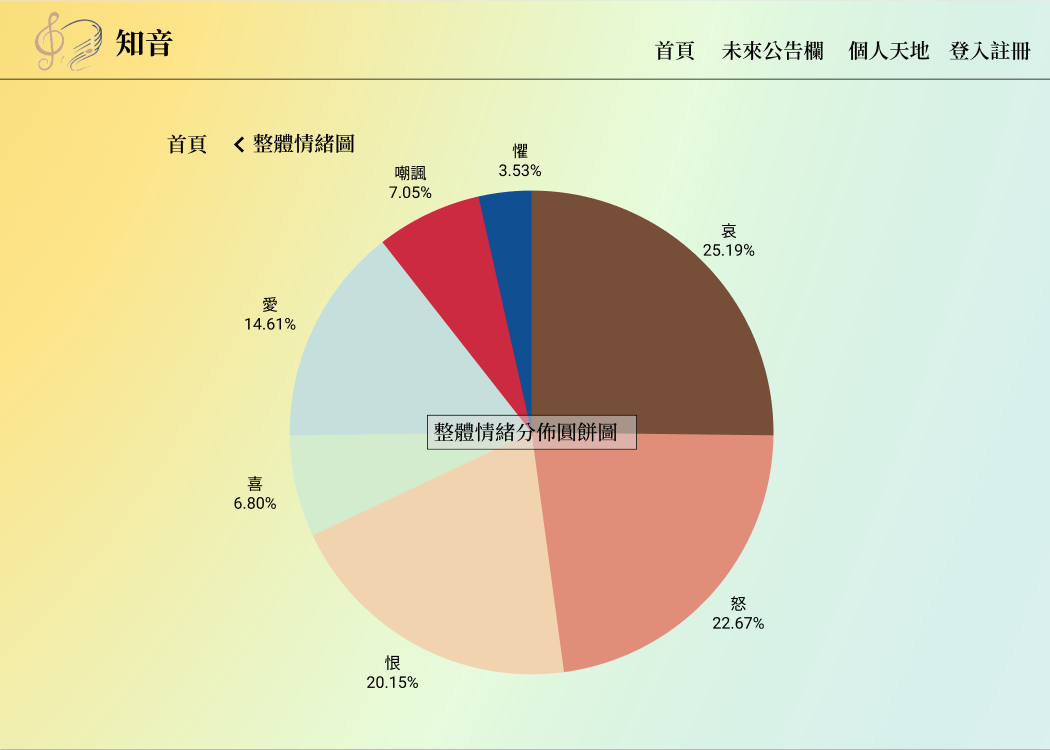 知音
首頁 未來公告欄 個人天地 登入註冊
首頁 整體情緒圖
懼
3.53%
嘲諷
7.05%
哀
25.19%
愛
14.61%
整體情緒分佈圓餅圖
喜
6.80%
怒
22.67%
恨
20.15%